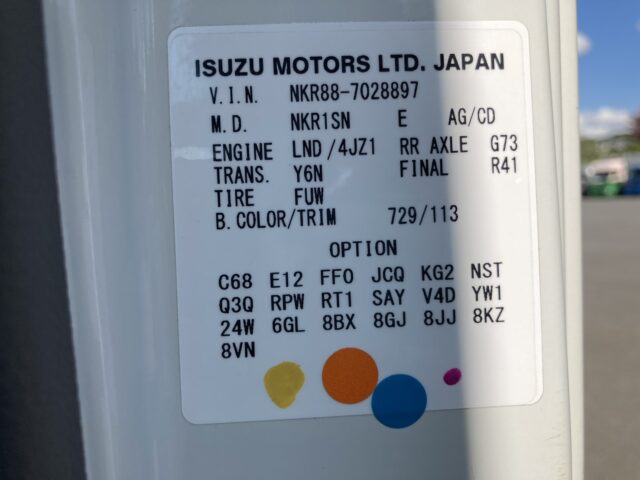 ISUZU MOTORS LTD. JAPAN
V.I.N. NKR88-7028897
M.D. NKR1SN E AG/CD
ENGINE LND/4JZ1 RR AXLE G73
TRANS. Y6N FINAL R41
TIRE FUW
B.COLOR/TRIM 729/113
OPTION
C68 E12 FF0 JCQ KG2 NST
Q3Q RPW RT1 SAY V4D YW1
24W 6GL 8BX 8GJ 8JJ 8KZ
8VN